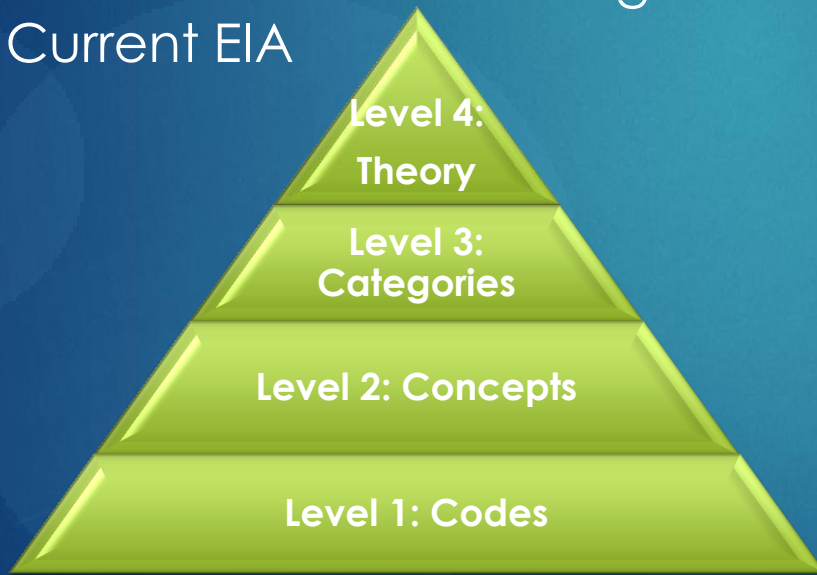 Current EIA
Level 4:
Theory
Level 3:
Categories
Level 2: Concepts
Level 1: Codes